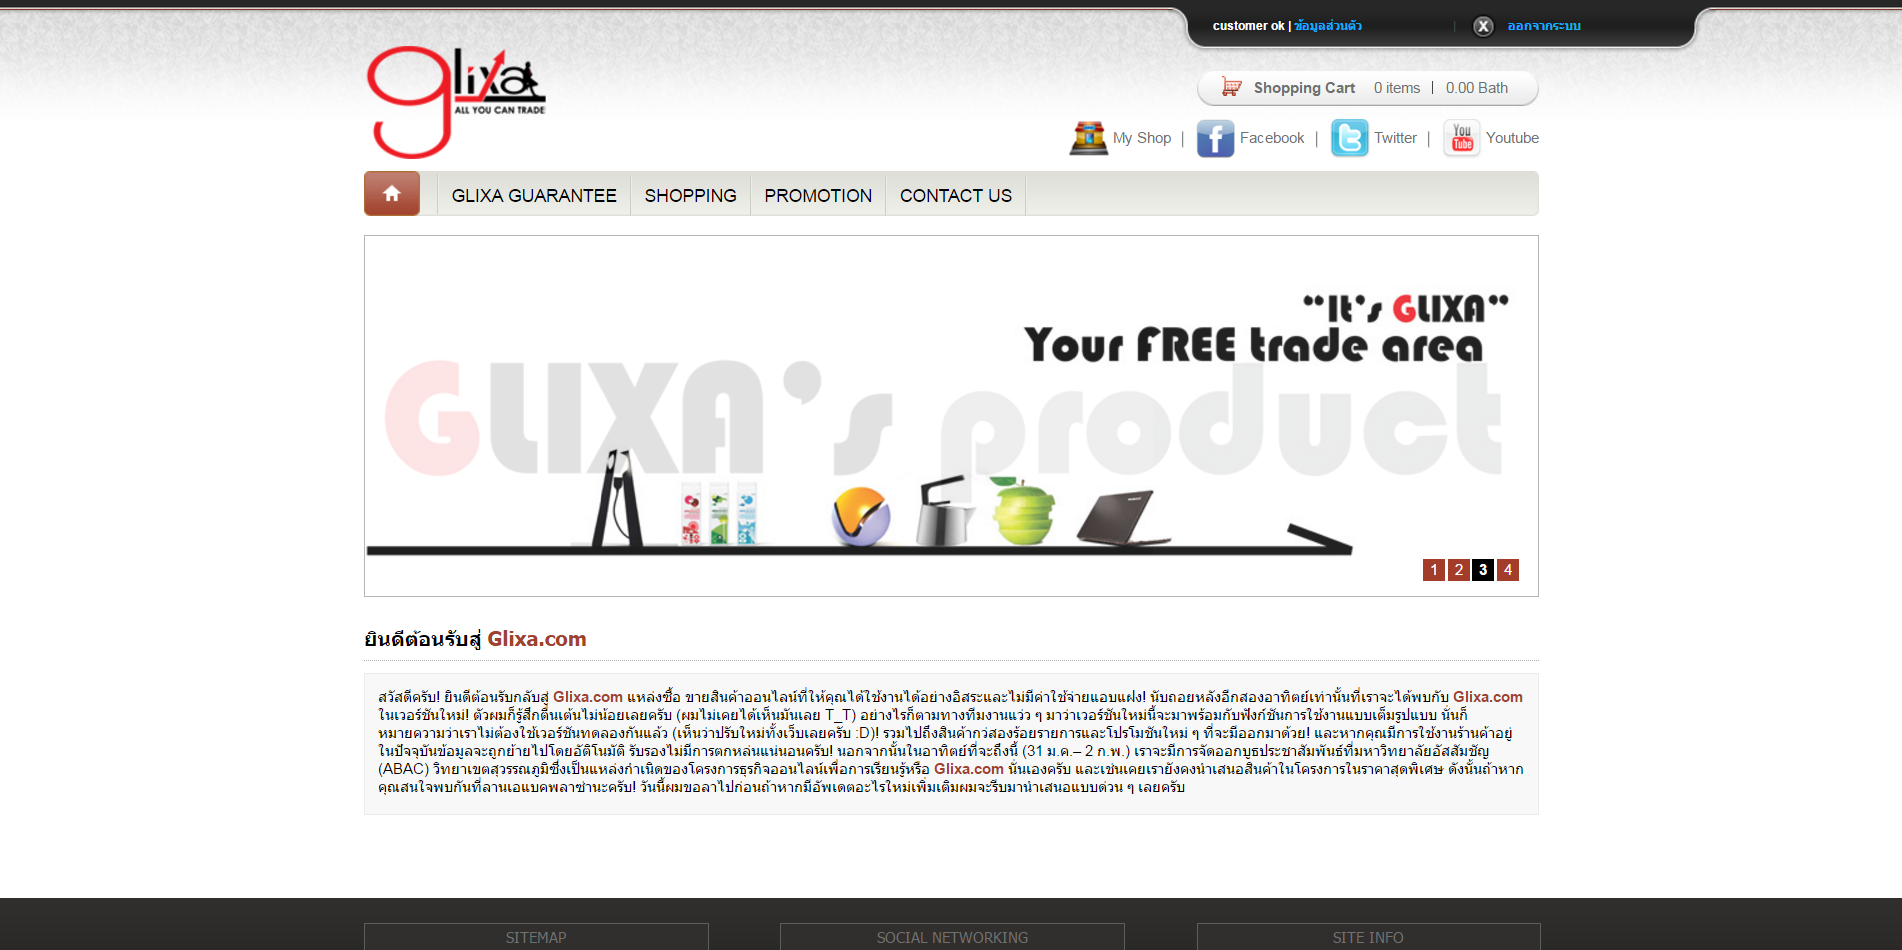 customer ok | ข้อมูลส่วนตัว | X ออกจากระบบ
glixa
ALL YOU CAN TRADE
Shopping Cart 0 items | 0.00 Bath
My Shop | Facebook | Twitter | You Tube Youtube
GLIXA GUARANTEE SHOPPING PROMOTION CONTACT US
“It's GLIXA”
Your FREE trade area
GLIXA's product
1 2 3 4
ยินดีต้อนรับสู่ Glixa.com
สวัสดีครับ! ยินดีต้อนรับกลับสู่ Glixa.com แหล่งซื้อ ขายสินค้าออนไลน์ที่ให้คุณได้ใช้งานได้อย่างอิสระและไม่มีค่าใช้จ่ายแอบแฝง! นับถอยหลังอีกสองอาทิตย์เท่านั้นที่เราจะได้พบกับ Glixa.com
ในเวอร์ชันใหม่! ตัวผมก็รู้สึกตื่นเต้นไม่น้อยเลยครับ (ผมไม่เคยได้เห็นมันเลย T_T) อย่างไรก็ตามทางทีมงานแว่ว ๆ มาว่าเวอร์ชันใหม่นี้จะมาพร้อมกับฟังก์ชันการใช้งานแบบเต็มรูปแบบ นั่นก็
หมายความว่าเราไม่ต้องใช้เวอร์ชันทดลองกันแล้ว (เห็นว่าปรับใหม่ทั้งเว็บเลยครับ :D)! รวมไปถึงสินค้ากว่สองร้อยรายการและโปรโมชันใหม่ ๆ ที่จะมีออกมาด้วย! และหากคุณมีการใช้งานร้านค้าอยู่
ในปัจจุบันข้อมูลจะถูกย้ายไปโดยอัติโนมัติ รับรองไม่มีการตกหล่นแน่นอนครับ! นอกจากนั้นในอาทิตย์ที่จะถึงนี้ (31 ม.ค.– 2 ก.พ.) เราจะมีการจัดออกบูธประชาสัมพันธ์ที่มหาวิทยาลัยอัสสัมชัญ
(ABAC) วิทยาเขตสุวรรณภูมิซึ่งเป็นแหล่งกำเนิดของโครงการธุรกิจออนไลน์เพื่อการเรียนรู้หรือ Glixa.com นั่นเองครับ และเช่นเคยเรายังคงนำเสนอสินค้าในโครงการในราคาสุดพิเศษ ดังนั้นถ้าหาก
คุณสนใจพบกันที่ลานเอแบคพลาซ่านะครับ! วันนี้ผมขอลาไปก่อนถ้าหากมีอัพเดตอะไรใหม่เพิ่มเติมผมจะรีบมานำเสนอแบบด่วน ๆ เลยครับ
SITEMAP SOCIAL NETWORKING SITE INFO